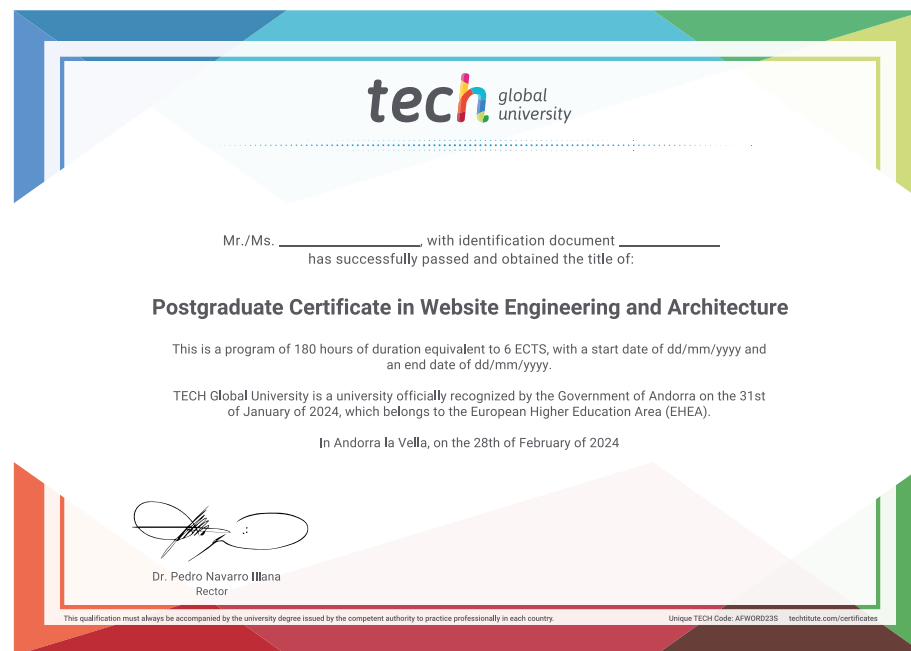 tech global
university
Mr./Ms. ____________________, with identification document ______________
has successfully passed and obtained the title of:
Postgraduate Certificate in Website Engineering and Architecture
This is a program of 180 hours of duration equivalent to 6 ECTS, with a start date of dd/mm/yyyy and
an end date of dd/mm/yyyy.
TECH Global University is a university officially recognized by the Government of Andorra on the 31st
of January of 2024, which belongs to the European Higher Education Area (EHEA).
In Andorra la Vella, on the 28th of February of 2024
Dr. Pedro Navarro Illana
Rector
This qualification must always be accompanied by the university degree issued by the competent authority to practice professionally in each country.
Unique TECH Code: AFWORD23S techtitute.com/certificates